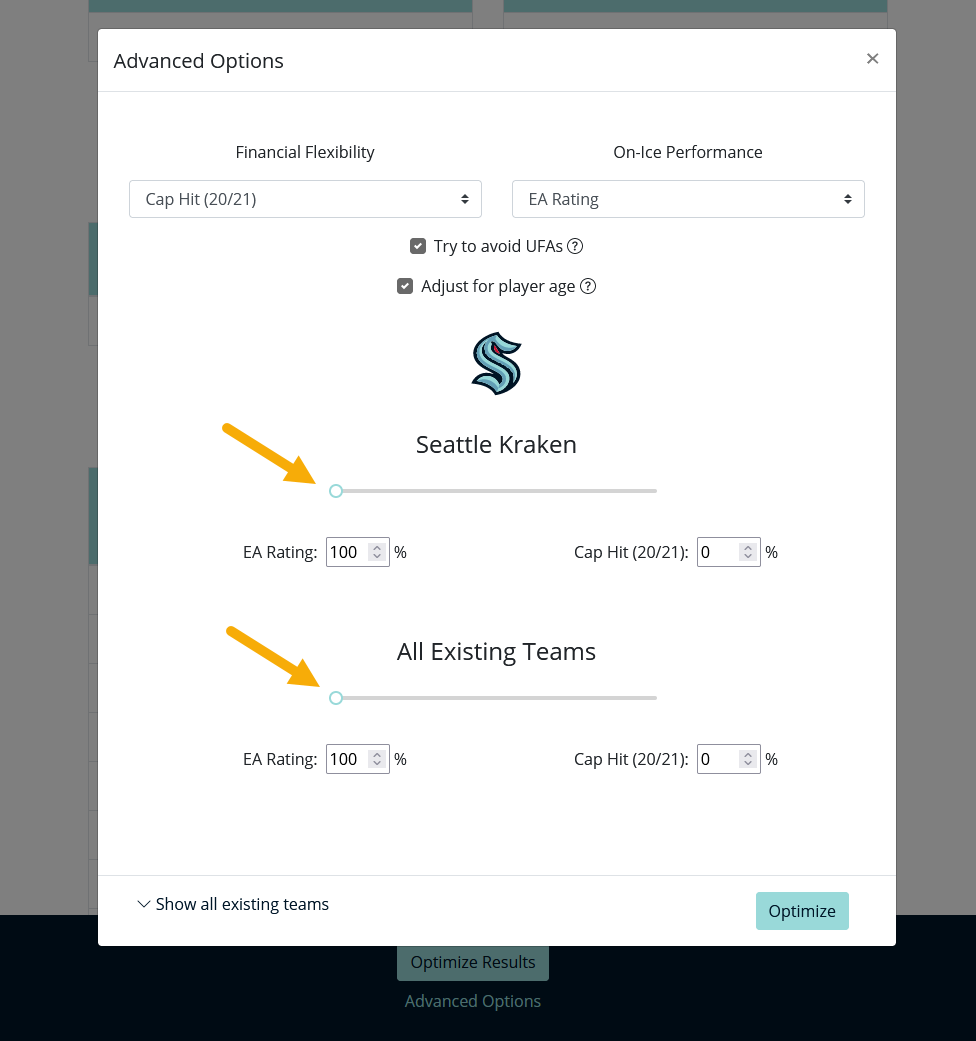 Advanced Options
×
Financial Flexibility
On-Ice Performance
Cap Hit (20/21)
EA Rating
Try to avoid UFAs ?
Adjust for player age ?
Seattle Kraken
EA Rating: 100 %
Cap Hit (20/21): 0 %
All Existing Teams
EA Rating: 100 %
Cap Hit (20/21): 0 %
Show all existing teams
Optimize
Optimize Results
Advanced Options